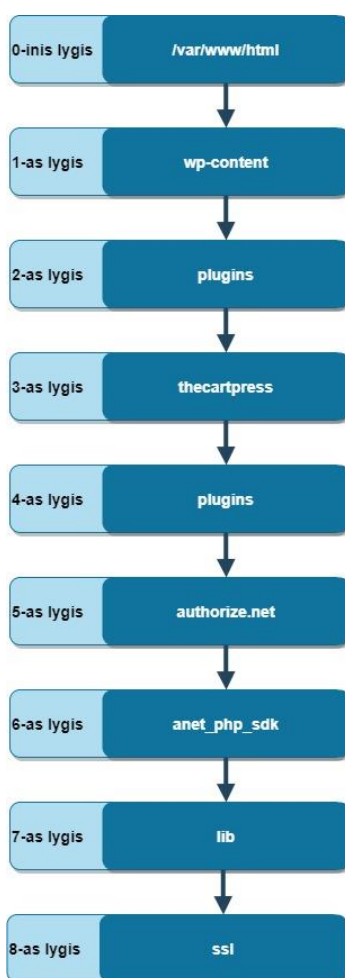 0-inis lygis /var/www/html
1-as lygis wp-content
2-as lygis plugins
3-as lygis thecartpress
4-as lygis plugins
5-as lygis authorize.net
6-as lygis anet_php_sdk
7-as lygis lib
8-as lygis ssl